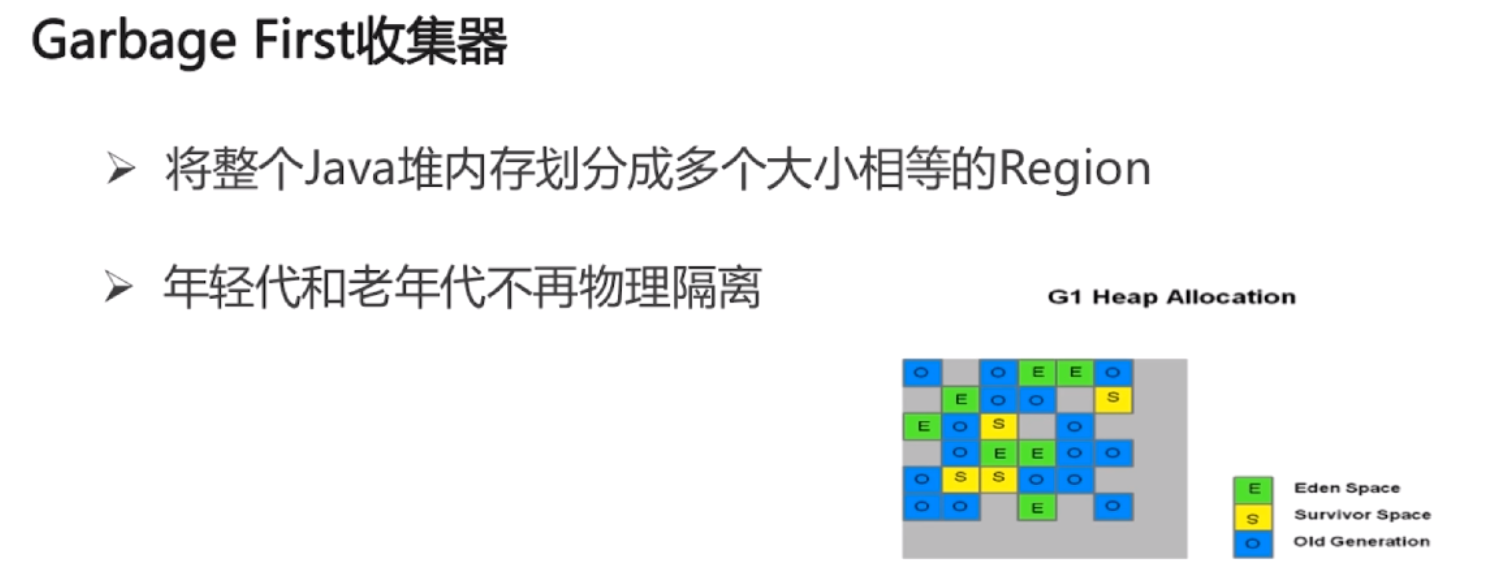 Garbage First收集器
➢ 将整个Java堆内存划分成多个大小相等的Region
➢ 年轻代和老年代不再物理隔离
G1 Heap Allocation
O O E E O
E O O S
E O S O
O E E O O
O S S O O
O O E O
E Eden Space
S Survivor Space
O Old Generation